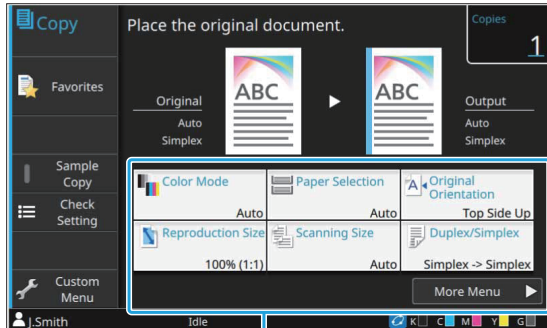 Copy
Place the original document.
Copies
1
Favorites
Original
Auto
Simplex
ABC
ABC
Output
Auto
Simplex
Sample
Copy
Check
Setting
Custom
Menu
Color Mode
Auto
Paper Selection
Auto
Original
Orientation
Top Side Up
Reproduction Size
100% (1:1)
Scanning Size
Auto
Duplex/Simplex
Simplex -> Simplex
More Menu
J.Smith
Idle
K C M Y G